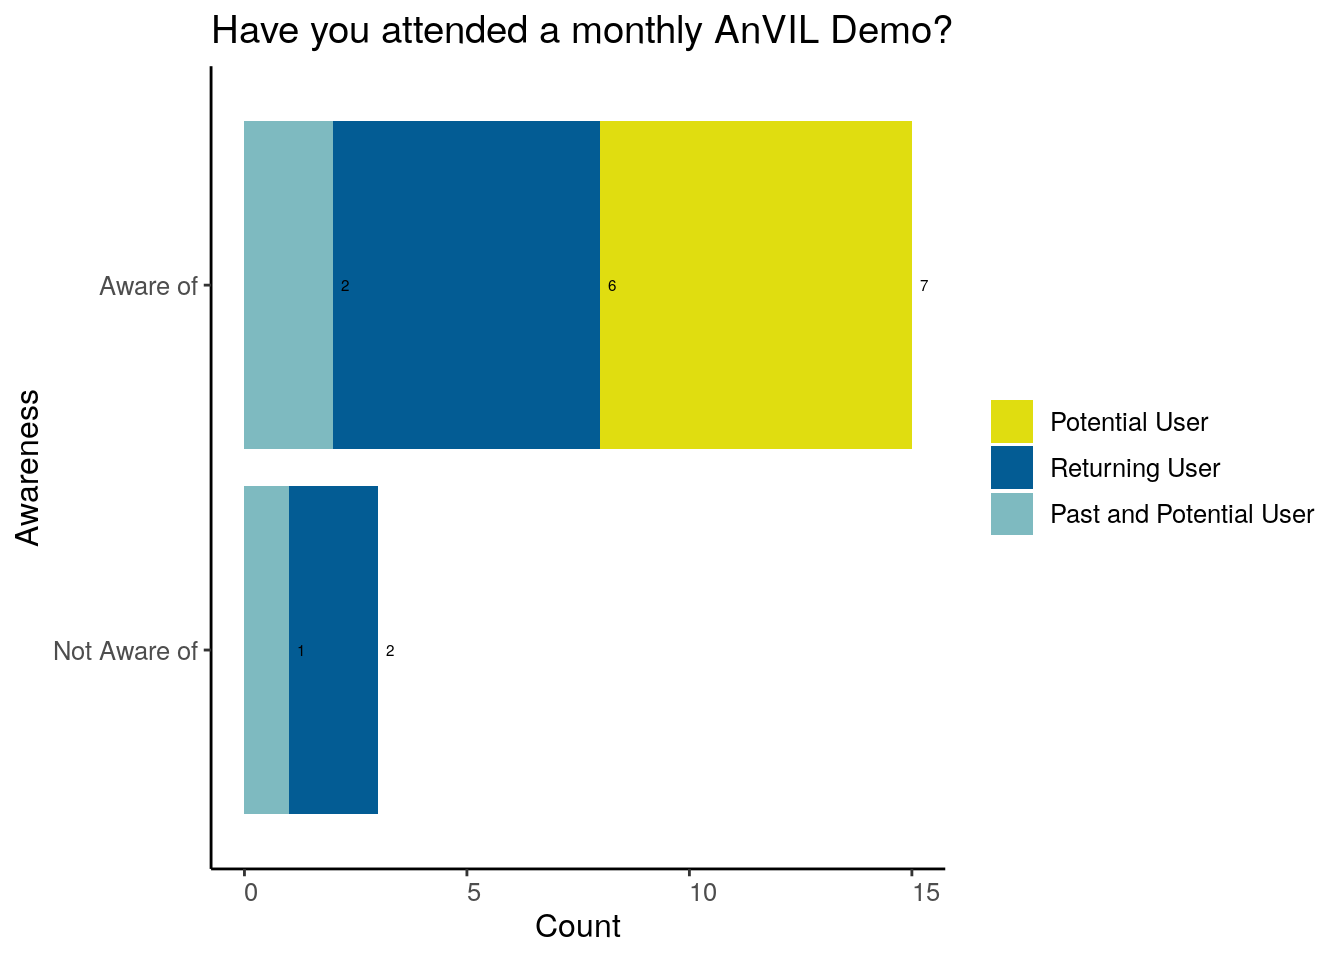 Have you attended a monthly AnVIL Demo?
Awareness
Aware of
2
6
7
Not Aware of
1
2
0
5
10
15
Count
Potential User
Returning User
Past and Potential User